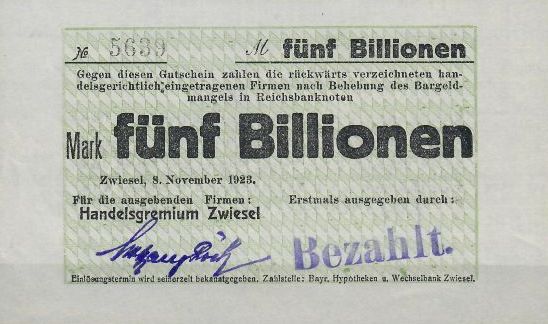 № 5639 M fünf Billionen
Gegen diesen Gutschein zahlen die rückwärts verzeichneten han-
delsgerichtlich eingetragenen Firmen nach Behebung des Bargeld-
mangels in Reichsbanknoten
Mark fünf Billionen
Zwiesel, 8. November 1923.
Für die ausgebenden Firmen: Erstmals ausgegeben durch:
Handelsgremium Zwiesel
Bezahlt.
Einlösungstermin wird seinerzeit bekanntgegeben. Zahlstelle: Bayr. Hypotheken u. Wechselbank Zwiesel.